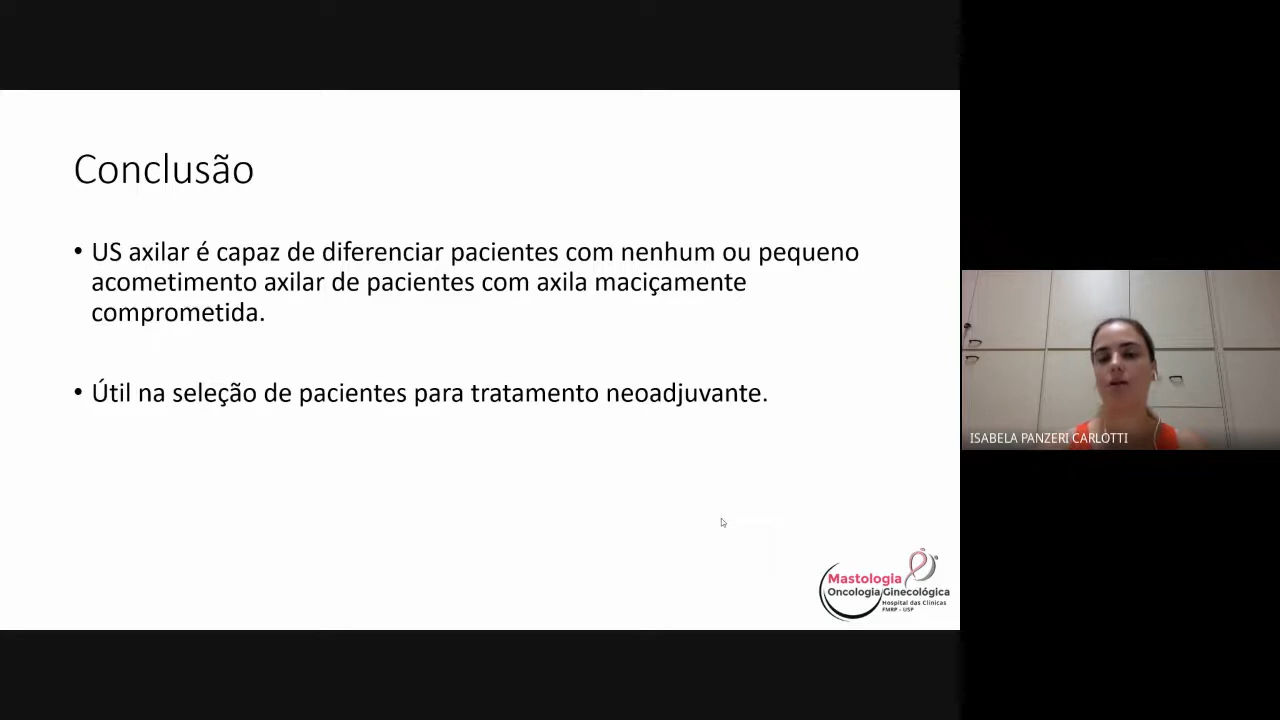 Conclusão
• US axilar é capaz de diferenciar pacientes com nenhum ou pequeno
acometimento axilar de pacientes com axila maciçamente
comprometida.
• Útil na seleção de pacientes para tratamento neoadjuvante.
Mastologia
Oncologia Ginecológica
Hospital das Clínicas
FMRP - USP
ISABELA PANZERI CARLOTTI